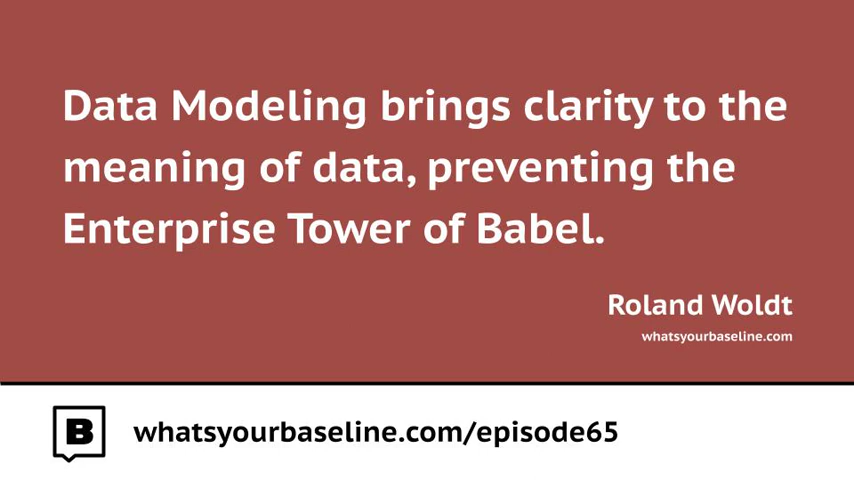 Data Modeling brings clarity to the
meaning of data, preventing the
Enterprise Tower of Babel.
Roland Woldt
whatsyourbaseline.com
B
whatsyourbaseline.com/episode65